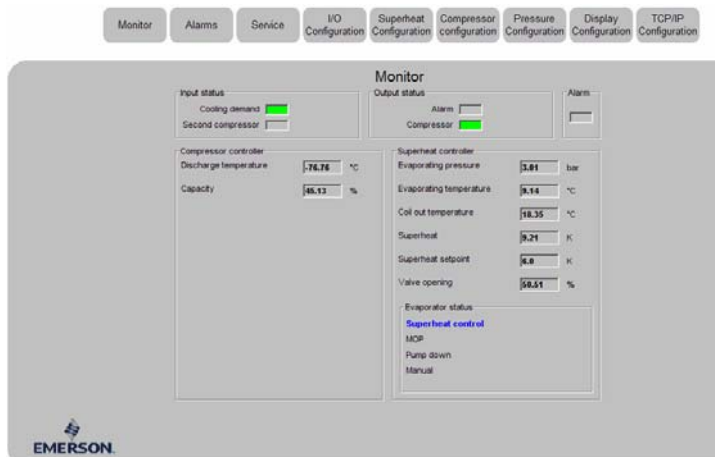 Monitor
Alarms
Service
I/O Configuration
Superheat Configuration
Compressor configuration
Pressure Configuration
Display Configuration
TCP/IP Configuration
Monitor
Input status
Cooling demand
Second compressor
Output status
Alarm
Compressor
Alarm
Compressor controller
Discharge temperature -76.76 °C
Capacity 45.13 %
Superheat controller
Evaporating pressure 3.01 bar
Evaporating temperature 9.14 °C
Coil out temperature 18.35 °C
Superheat 9.21 K
Superheat setpoint 6.0 K
Valve opening 50.51 %
Evaporator status
Superheat control
MOP
Pump down
Manual
EMERSON.